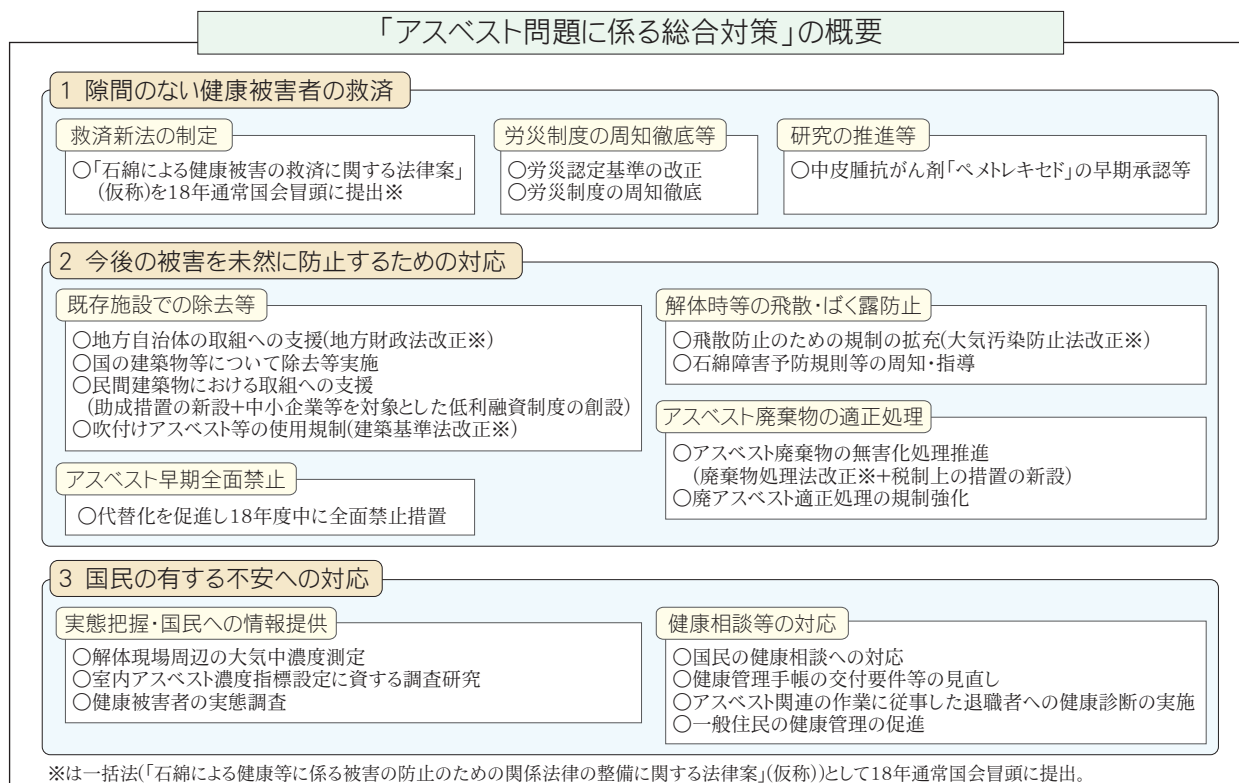 「アスベスト問題に係る総合対策」の概要
1 隙間のない健康被害者の救済
救済新法の制定
○「石綿による健康被害の救済に関する法律案」
(仮称)を18年通常国会冒頭に提出※
労災制度の周知徹底等
○労災認定基準の改正
○労災制度の周知徹底
研究の推進等
○中皮腫抗がん剤「ペメトレキセド」の早期承認等
2 今後の被害を未然に防止するための対応
既存施設での除去等
○地方自治体の取組への支援(地方財政法改正※)
○国の建築物等について除去等実施
○民間建築物における取組への支援
(助成措置の新設+中小企業等を対象とした低利融資制度の創設)
○吹付けアスベスト等の使用規制(建築基準法改正※)
アスベスト早期全面禁止
○代替化を促進し18年度中に全面禁止措置
解体時等の飛散・ばく露防止
○飛散防止のための規制の拡充(大気汚染防止法改正※)
○石綿障害予防規則等の周知・指導
アスベスト廃棄物の適正処理
○アスベスト廃棄物の無害化処理推進
(廃棄物処理法改正※+税制上の措置の新設)
○廃アスベスト適正処理の規制強化
3 国民の有する不安への対応
実態把握・国民への情報提供
○解体現場周辺の大気中濃度測定
○室内アスベスト濃度指標設定に資する調査研究
○健康被害者の実態調査
健康相談等の対応
○国民の健康相談への対応
○健康管理手帳の交付要件等の見直し
○アスベスト関連の作業に従事した退職者への健康診断の実施
○一般住民の健康管理の促進
※は一括法(「石綿による健康等に係る被害の防止のための関係法律の整備に関する法律案」(仮称))として18年通常国会冒頭に提出。